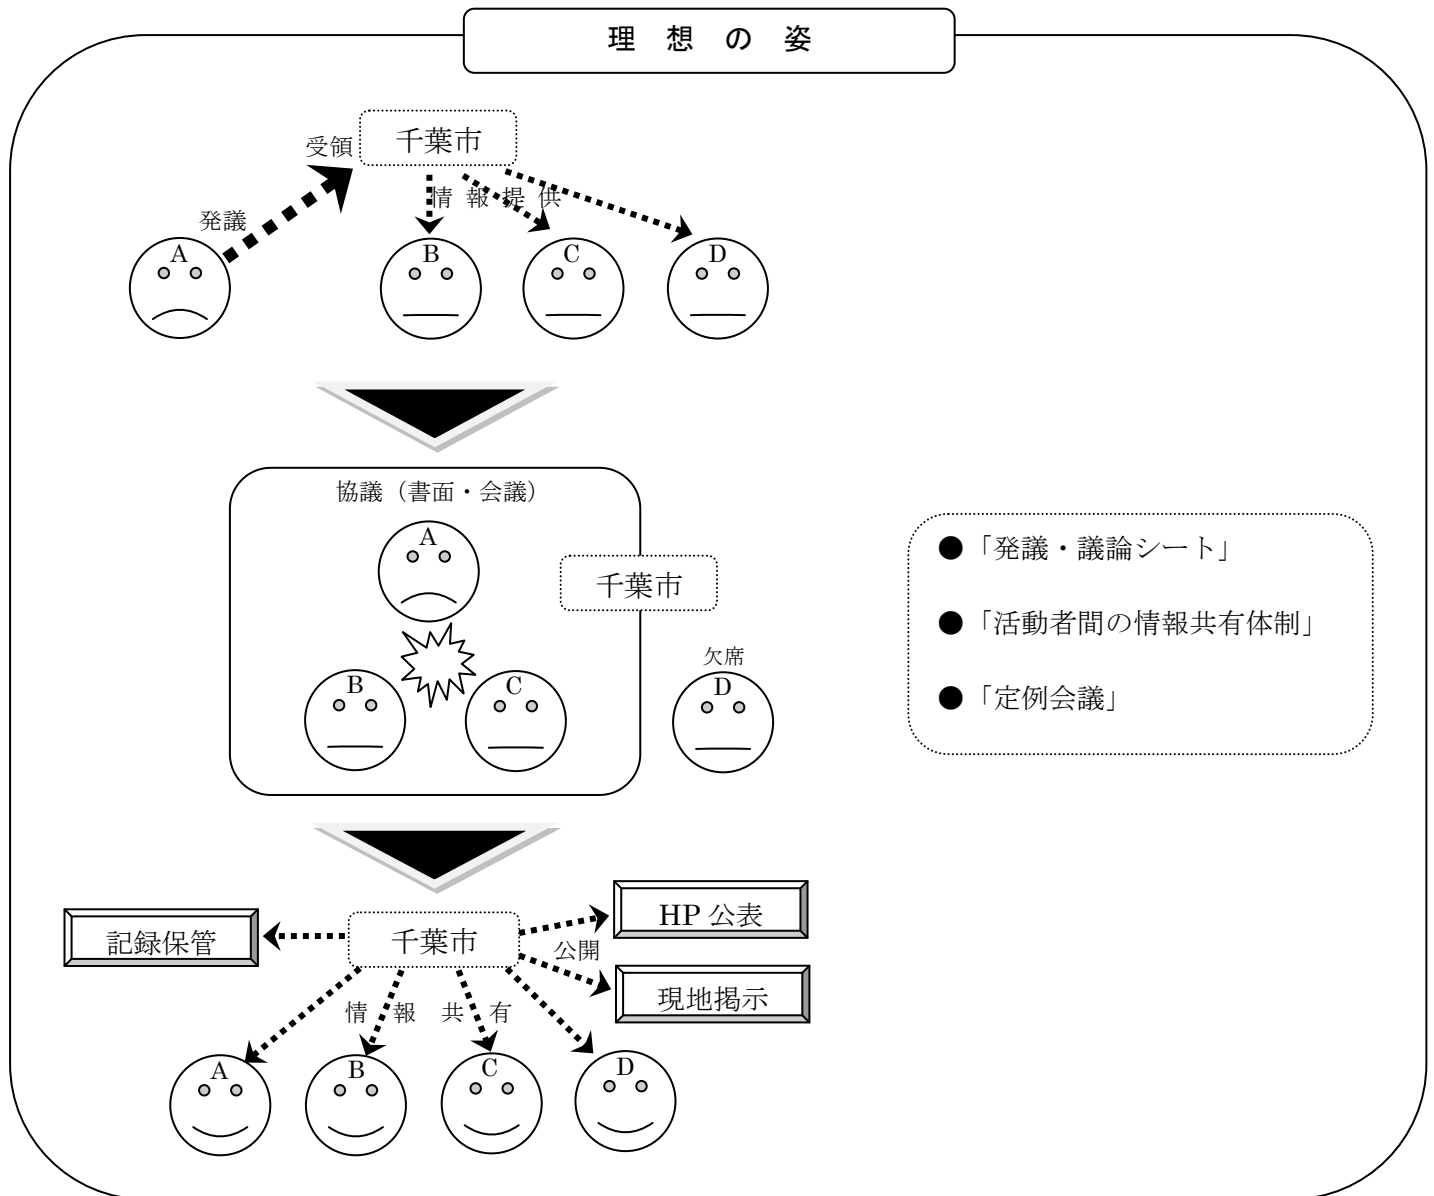 理 想 の 姿
千葉市
受領
情 報 提 供
発議
A
B
C
D
協議（書面・会議）
A
千葉市
B
C
欠席
D
●「発議・議論シート」
●「活動者間の情報共有体制」
●「定例会議」
HP 公表
記録保管
千葉市
公開
現地掲示
情 報 共 有
A
B
C
D